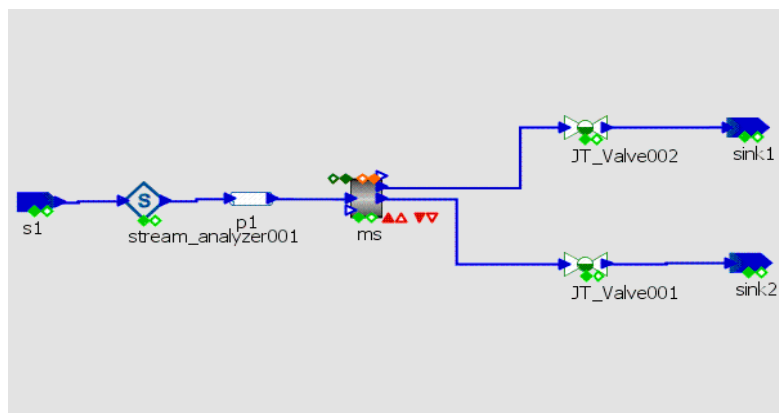 JT_Valve002
sink1
S
s1
p1
stream_analyzer001
ms
JT_Valve001
sink2